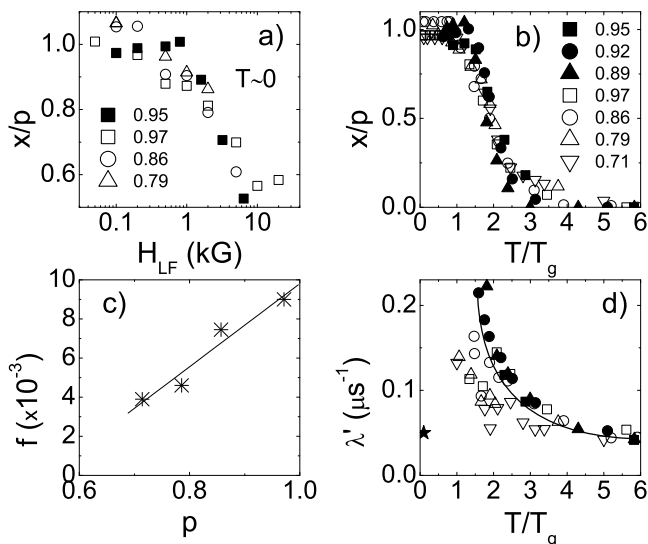 a)
x/p
1.0
0.8
0.6
T~0
0.95
0.97
0.86
0.79
0.1 1 10
H_LF (kG)
b)
x/p
1.0
0.5
0.0
0.95
0.92
0.89
0.97
0.86
0.79
0.71
0 1 2 3 4 5 6
T/T_g
c)
f (x10⁻³)
10
8
6
4
2
0
0.6 0.8 1.0
p
d)
λ' (μs⁻¹)
0.2
0.1
0.0
0 1 2 3 4 5 6
T/T_g